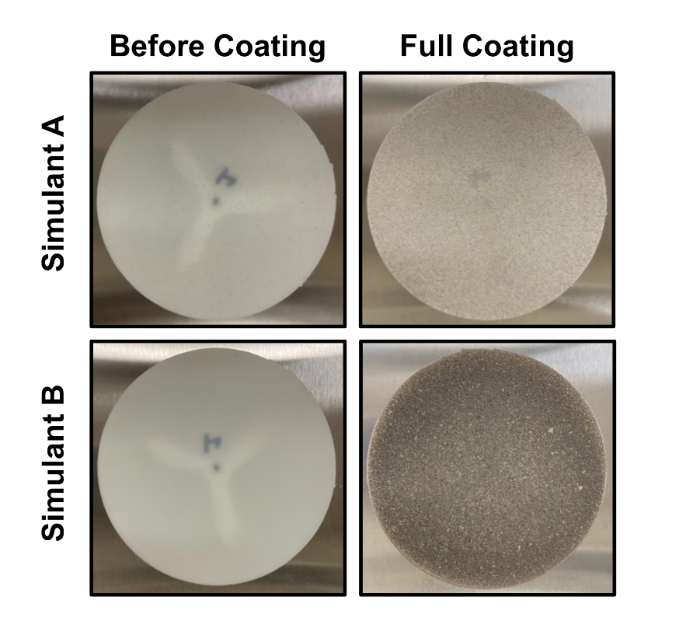 Before Coating
Full Coating
Simulant A
Simulant B